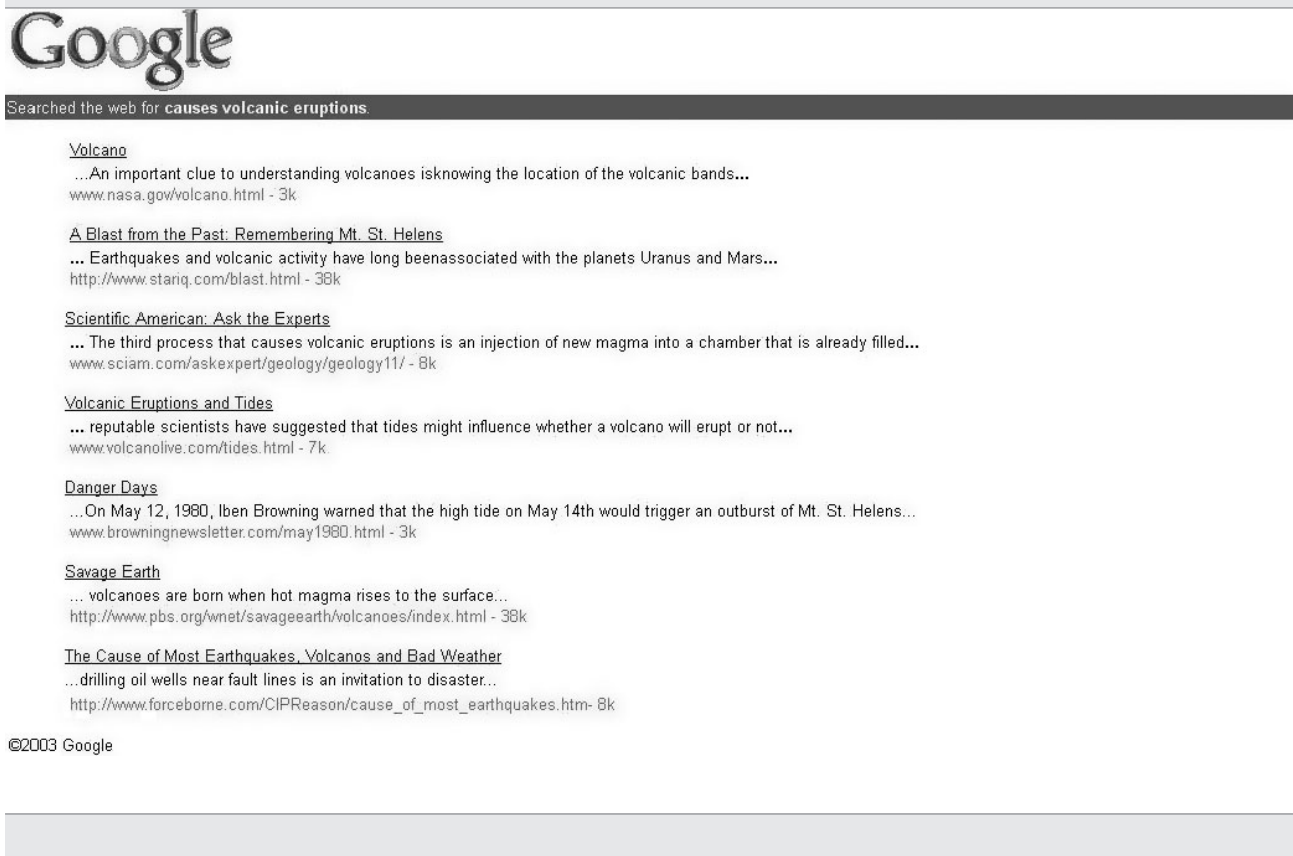 Google
Searched the web for causes volcanic eruptions.
Volcano
...An important clue to understanding volcanoes isknowing the location of the volcanic bands...
www.nasa.gov/volcano.html - 3k
A Blast from the Past: Remembering Mt. St. Helens
... Earthquakes and volcanic activity have long beenassociated with the planets Uranus and Mars...
http://www.stariq.com/blast.html - 38k
Scientific American: Ask the Experts
... The third process that causes volcanic eruptions is an injection of new magma into a chamber that is already filled...
www.sciam.com/askexpert/geology/geology11/ - 8k
Volcanic Eruptions and Tides
... reputable scientists have suggested that tides might influence whether a volcano will erupt or not...
www.volcanolive.com/tides.html - 7k
Danger Days
...On May 12, 1980, Iben Browning warned that the high tide on May 14th would trigger an outburst of Mt. St. Helens...
www.browningnewsletter.com/may1980.html - 3k
Savage Earth
... volcanoes are born when hot magma rises to the surface...
http://www.pbs.org/wnet/savageearth/volcanoes/index.html - 38k
The Cause of Most Earthquakes, Volcanos and Bad Weather
...drilling oil wells near fault lines is an invitation to disaster...
http://www.forceborne.com/CIPReason/cause_of_most_earthquakes.htm- 8k
©2003 Google